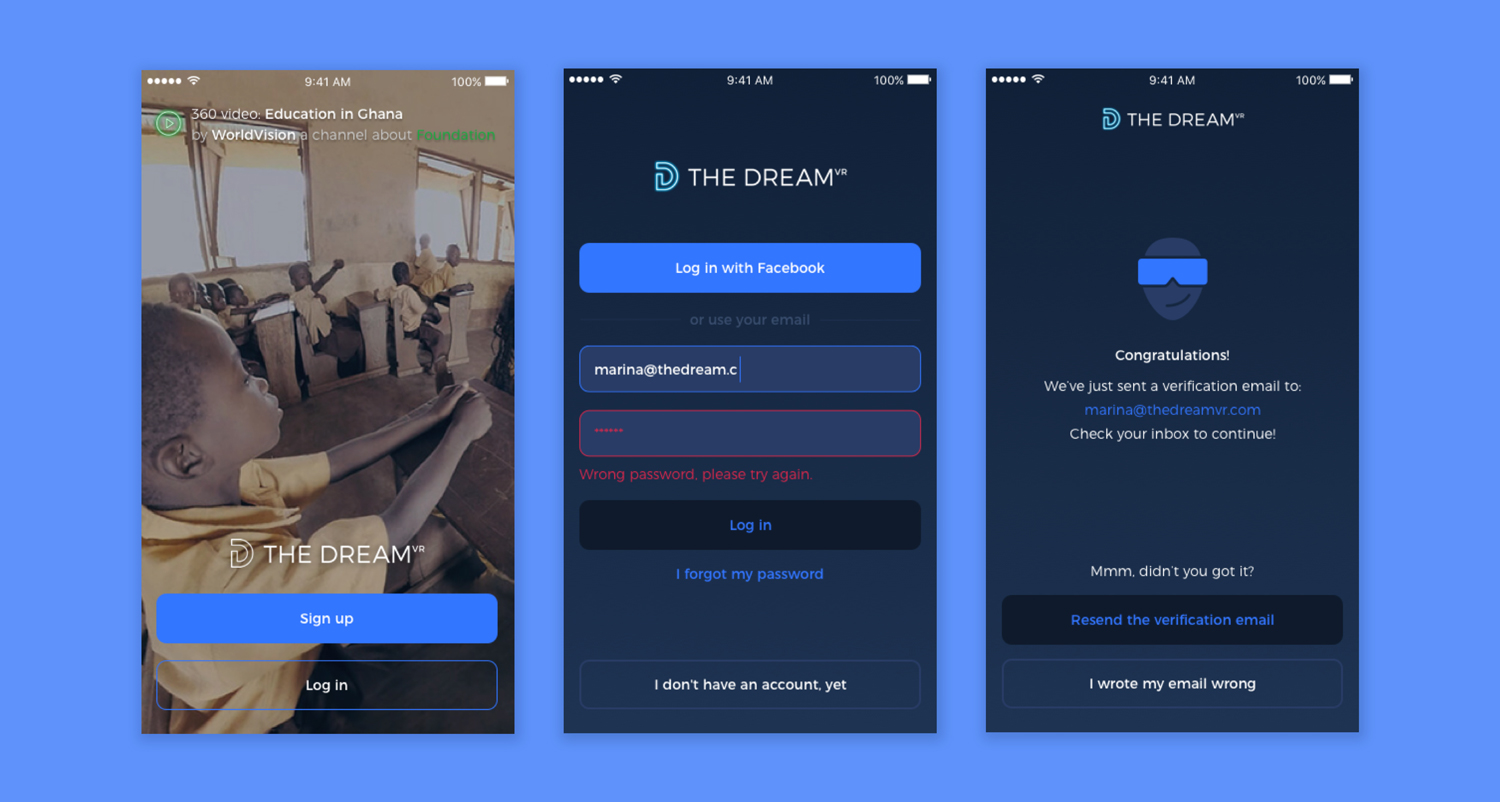 9:41 AM
100%
360 video: Education in Ghana
by WorldVision a channel about Foundation
THE DREAM VR
Sign up
Log in
9:41 AM
100%
THE DREAM VR
Log in with Facebook
or use your email
marina@thedream.c
******
Wrong password, please try again.
Log in
I forgot my password
I don't have an account, yet
9:41 AM
100%
THE DREAM VR
Congratulations!
We've just sent a verification email to:
marina@thedreamvr.com
Check your inbox to continue!
Mmm, didn't you got it?
Resend the verification email
I wrote my email wrong